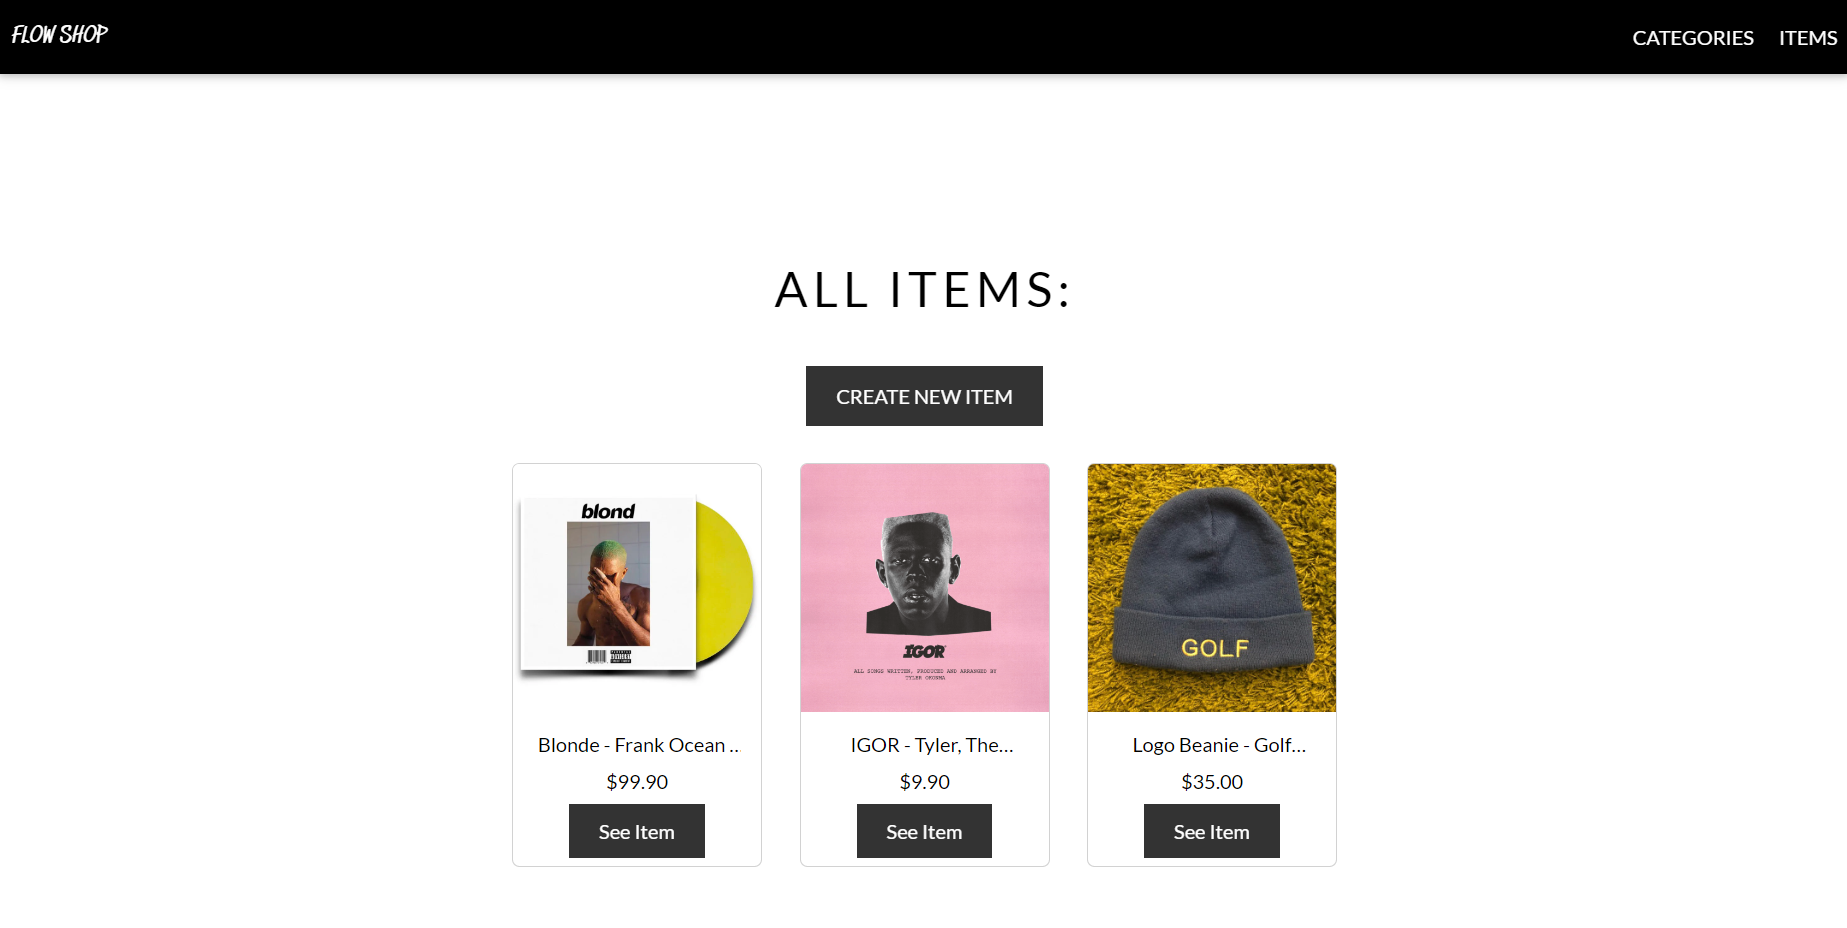 FLOW SHOP
CATEGORIES ITEMS
ALL ITEMS:
CREATE NEW ITEM
blond
IGOR
ALL SONGS WRITTEN, PRODUCED AND ARRANGED BY
TYLER OKONMA
GOLF
Blonde - Frank Ocean ...
IGOR - Tyler, The...
Logo Beanie - Golf...
$99.90
$9.90
$35.00
See Item
See Item
See Item